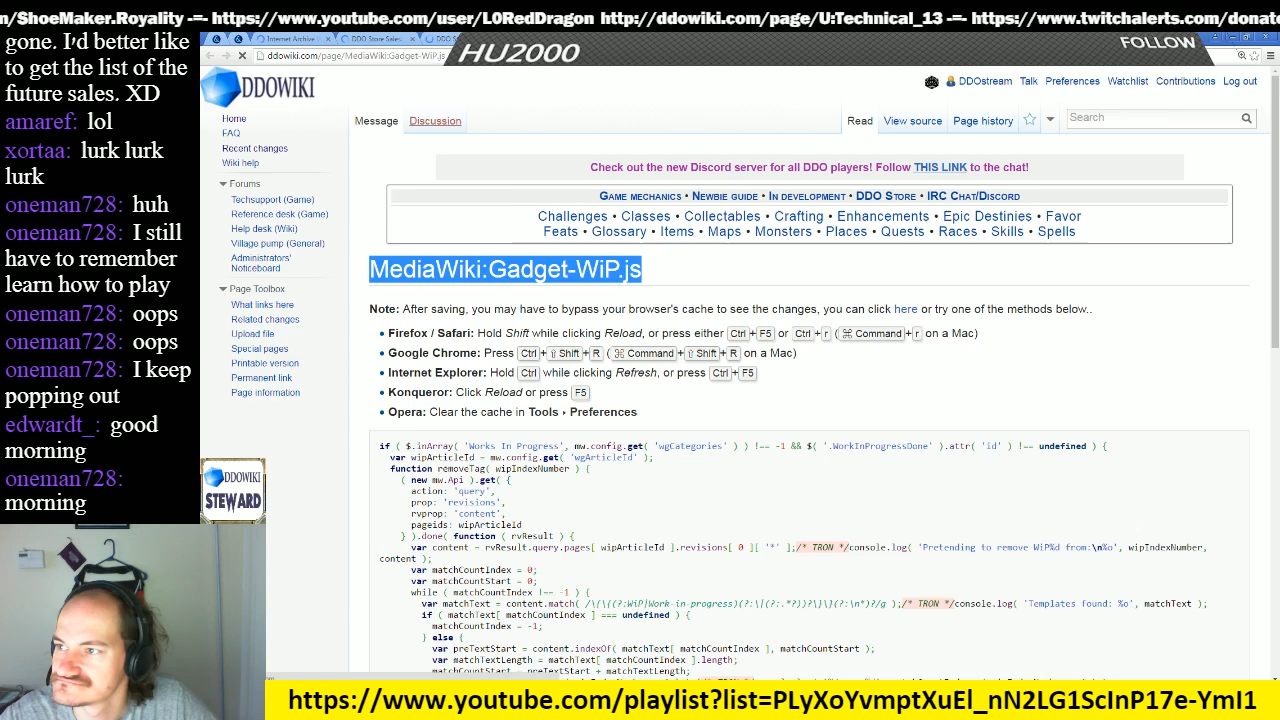 n/ShoeMaker.Royality -=- https://www.youtube.com/user/L0RedDragon http://ddowiki.com/page/U:Technical_13 -=- https://www.twitchalerts.com/donat
gone. I'd better like
to get the list of the
future sales. XD
amaref: lol
xortaa: lurk lurk
lurk
oneman728: huh
oneman728: I still
have to remember
learn how to play
oneman728: oops
oneman728: oops
oneman728: I keep
popping out
edwardt_: good
morning
oneman728:
morning
Internet Archive
DDO Store Sales
DDO S
HU2000
FOLLOW
ddowiki.com/page/MediaWiki:Gadget-WiP.js
DDOWIKI
DDOstream Talk Preferences Watchlist Contributions Log out
Home
FAQ
Recent changes
Wiki help
Forums
Techsupport (Game)
Reference desk (Game)
Help desk (Wiki)
Village pump (General)
Administrators'
Noticeboard
Page Toolbox
What links here
Related changes
Upload file
Special pages
Printable version
Permanent link
Page information
DDOWIKI
STEWARD
Message Discussion Read View source Page history Search
Check out the new Discord server for all DDO players! Follow THIS LINK to the chat!
Game mechanics • Newbie guide • In development • DDO Store • IRC Chat/Discord
Challenges • Classes • Collectables • Crafting • Enhancements • Epic Destinies • Favor
Feats • Glossary • Items • Maps • Monsters • Places • Quests • Races • Skills • Spells
MediaWiki:Gadget-WiP.js
Note: After saving, you may have to bypass your browser's cache to see the changes, you can click here or try one of the methods below..
• Firefox / Safari: Hold Shift while clicking Reload, or press either Ctrl+F5 or Ctrl+r (⌘ Command+r on a Mac)
• Google Chrome: Press Ctrl+⇧Shift+R (⌘ Command+⇧Shift+R on a Mac)
• Internet Explorer: Hold Ctrl while clicking Refresh, or press Ctrl+F5
• Konqueror: Click Reload or press F5
• Opera: Clear the cache in Tools ▸ Preferences
if ( $.inArray( 'Works In Progress', mw.config.get( 'wgCategories' ) ) !== -1 && $( '.WorkInProgressDone' ).attr( 'id' ) !== undefined ) {
var wipArticleId = mw.config.get( 'wgArticleId' );
function removeTag( wipIndexNumber ) {
( new mw.Api ).get( {
action: 'query',
prop: 'revisions',
rvprop: 'content',
pageids: wipArticleId
} ).done( function ( rvResult ) {
var content = rvResult.query.pages[ wipArticleId ].revisions[ 0 ][ '*' ];/* TRON */console.log( 'Pretending to remove WiP%d from:\n%o', wipIndexNumber,
content );
var matchCountIndex = 0;
var matchCountStart = 0;
while ( matchCountIndex !== -1 ) {
var matchText = content.match( /\{\{(?:WiP|Work-in-progress)(?:\|(?:.*?))?\}\}(?:\n*)?/g );/* TRON */console.log( 'Templates found: %o', matchText );
if ( matchText[ matchCountIndex ] === undefined ) {
matchCountIndex = -1;
} else {
var preTextStart = content.indexOf( matchText[ matchCountIndex ], matchCountStart );
var matchTextLength = matchText[ matchCountIndex ].length;
matchCountStart = preTextStart + matchTextLength;
https://www.youtube.com/playlist?list=PLyXoYvmptXuEl_nN2LG1ScInP17e-YmI1